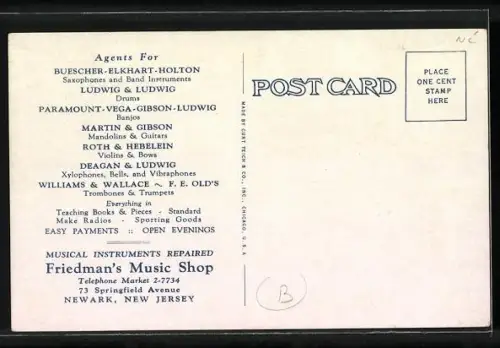 Agents For
BUESCHER-ELKHART-HOLTON
Saxophones and Band Instruments
LUDWIG & LUDWIG
Drums
PARAMOUNT-VEGA-GIBSON-LUDWIG
Banjos
MARTIN & GIBSON
Mandolins & Guitars
ROTH & HEBELEIN
Violins & Bows
DEAGAN & LUDWIG
Xylophones, Bells, and Vibraphones
WILLIAMS & WALLACE ~ F. E. OLD'S
Trombones & Trumpets
Everything in
Teaching Books & Pieces - Standard
Make Radios - Sporting Goods
EASY PAYMENTS :: OPEN EVENINGS
MUSICAL INSTRUMENTS REPAIRED
Friedman's Music Shop
Telephone Market 2-7734
73 Springfield Avenue
NEWARK, NEW JERSEY
MADE BY CURT TEICH & CO., INC., CHICAGO, U. S. A.
POST CARD
PLACE
ONE CENT
STAMP
HERE
B